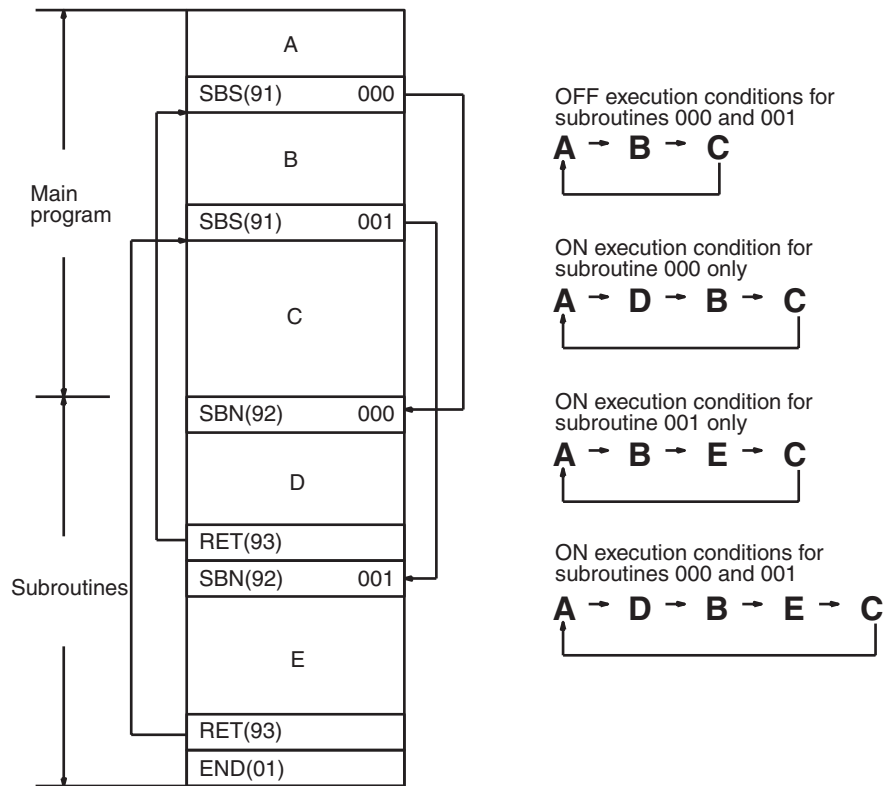 A
SBS(91) 000
B
Main
program
SBS(91) 001
C
SBN(92) 000
D
RET(93)
SBN(92) 001
Subroutines
E
RET(93)
END(01)
OFF execution conditions for
subroutines 000 and 001
A → B → C
ON execution condition for
subroutine 000 only
A → D → B → C
ON execution condition for
subroutine 001 only
A → B → E → C
ON execution conditions for
subroutines 000 and 001
A → D → B → E → C